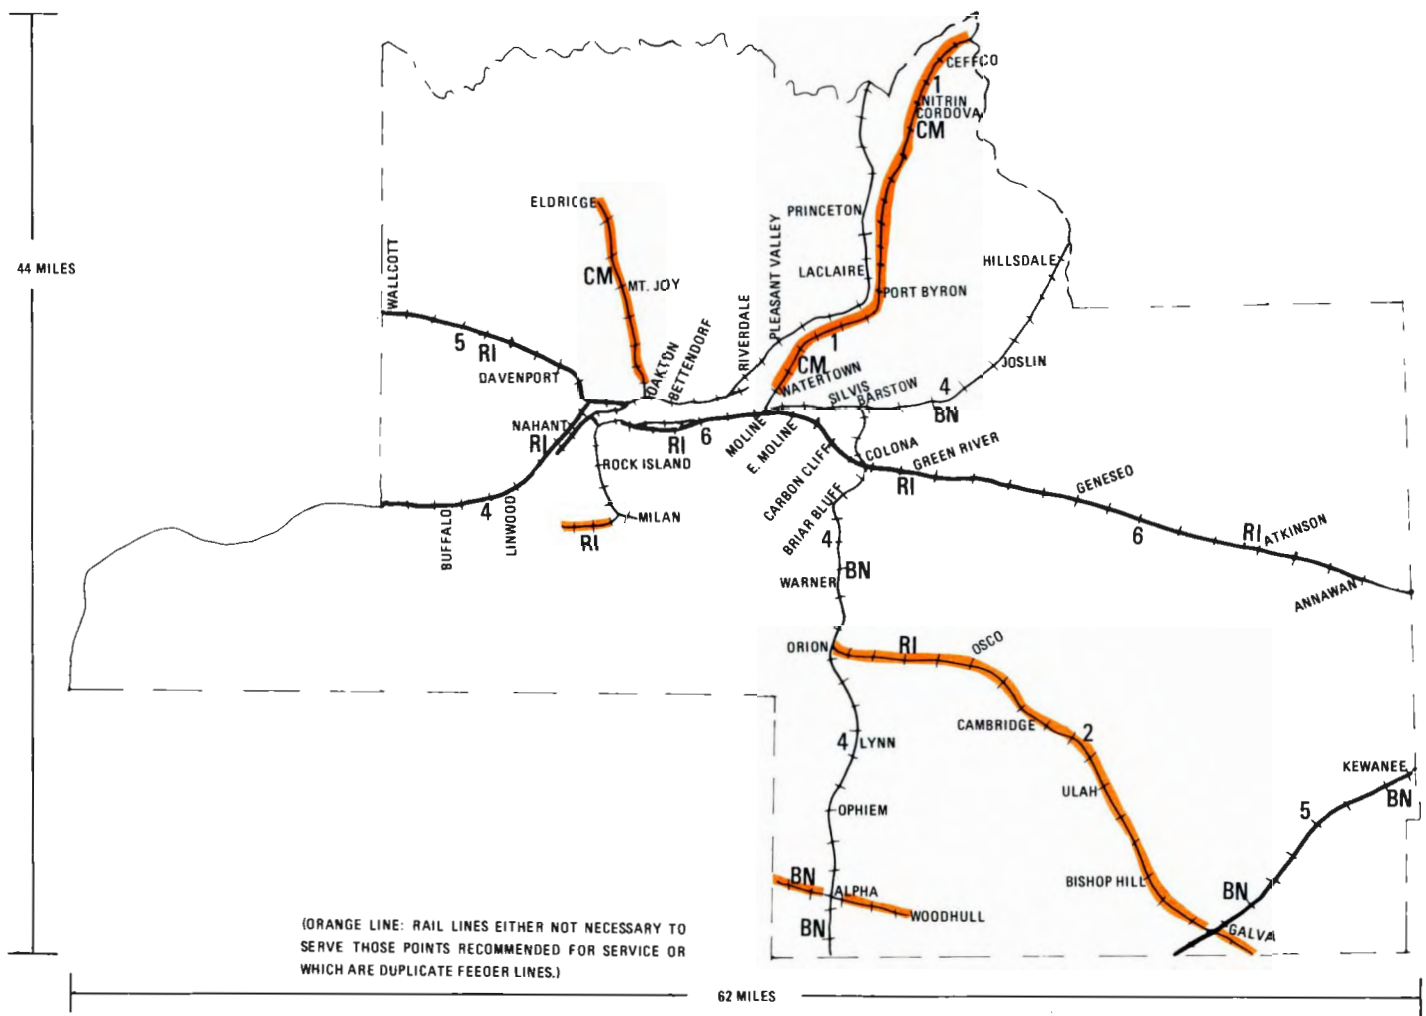 CEFFCO
1
NITRIN
CORDOVA
CM
ELDRIDGE
PRINCETON
PLEASANT VALLEY
WALLCOTT
HILLSDALE
44 MILES
LACLAIRE
CM
MT. JOY
PORT BYRON
RIVERDALE
5
RI
1
BETTENDORF
OAKTON
CM
JOSLIN
DAVENPORT
WATERTOWN
SILVIS
BARSTOW
4
BN
NAHANT
RI
RI
6
MOLINE
E. MOLINE
CARBON CLIFF
COLONA
GREEN RIVER
ROCK ISLAND
RI
GENESEO
BUFFALO
4
LINWOOD
MILAN
RI
BRIAR BLUFF
4
6
RI
ATKINSON
BN
WARNER
ANNAWAN
ORION
RI
OSCO
CAMBRIDGE
2
4
LYNN
KEWANEE
ULAH
BN
OPHIEM
5
BN
ALPHA
BISHOP HILL
BN
WOODHULL
BN
GALVA
(ORANGE LINE: RAIL LINES EITHER NOT NECESSARY TO
SERVE THOSE POINTS RECOMMENDED FOR SERVICE OR
WHICH ARE DUPLICATE FEEDER LINES.)
62 MILES